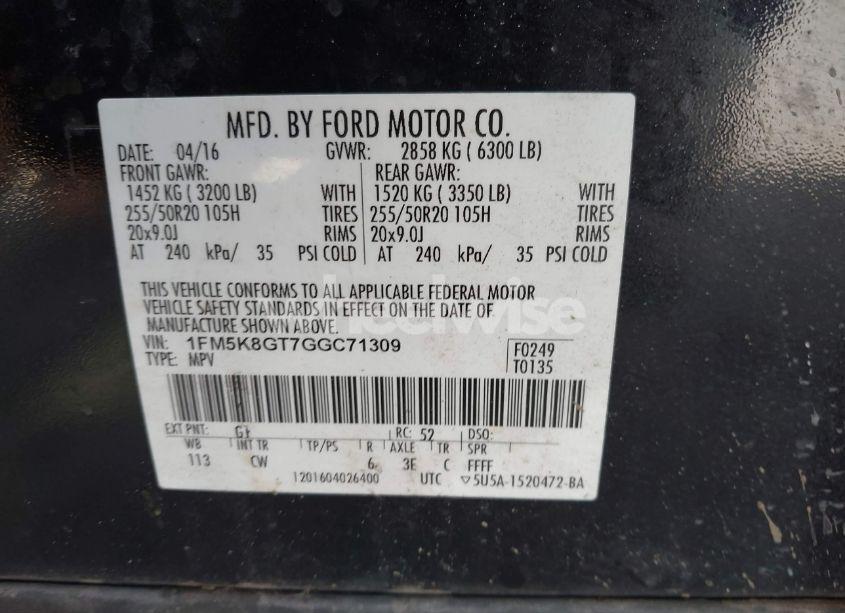 MFD. BY FORD MOTOR CO.
DATE: 04/16 GVWR: 2858 KG ( 6300 LB)
FRONT GAWR: REAR GAWR:
1452 KG ( 3200 LB) WITH 1520 KG ( 3350 LB) WITH
255/50R20 105H TIRES 255/50R20 105H TIRES
20x9.0J RIMS 20x9.0J RIMS
AT 240 kPa/ 35 PSI COLD AT 240 kPa/ 35 PSI COLD
THIS VEHICLE CONFORMS TO ALL APPLICABLE FEDERAL MOTOR
VEHICLE SAFETY STANDARDS IN EFFECT ON THE DATE OF
MANUFACTURE SHOWN ABOVE.
VIN: 1FM5K8GT7GGC71309 F0249
TYPE: MPV T0135
EXT PNT: G1 RC: 52 DSO:
WB INT TR TP/PS R AXLE TR SPR
113 CW 6 3E C FFFF
1201604026400 UTC ▽5U5A-1520472-BA